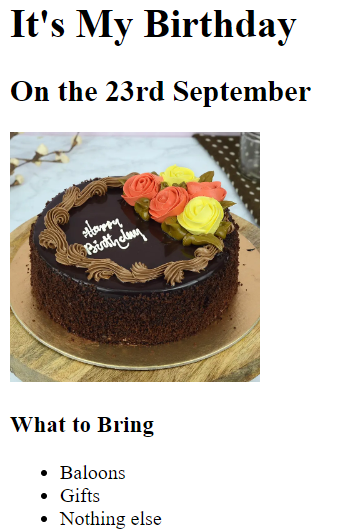 It's My Birthday
On the 23rd September
Happy
Birthday
What to Bring
Baloons
Gifts
Nothing else